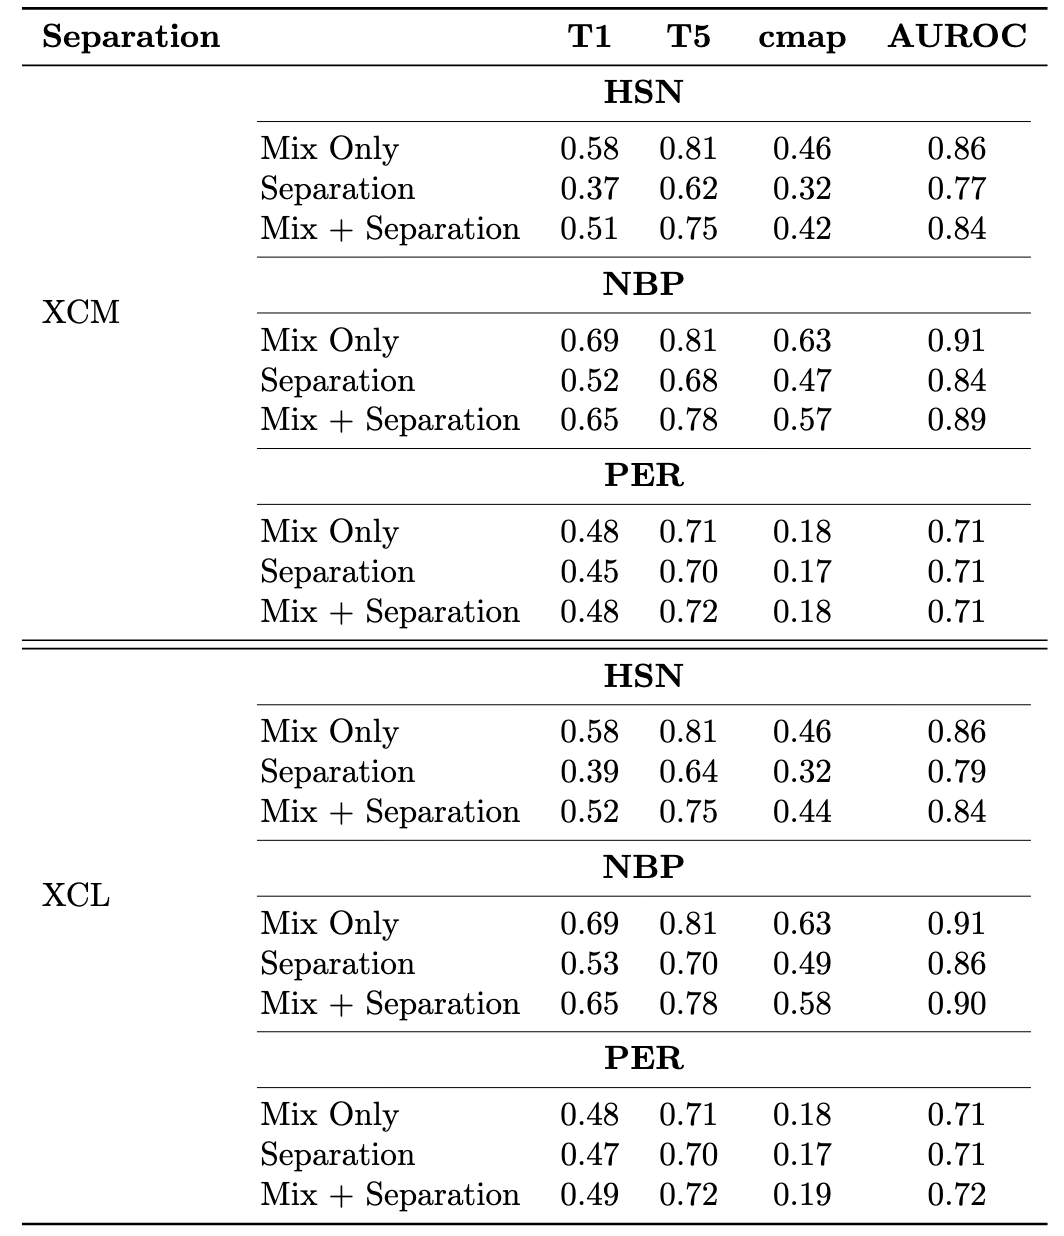 Separation T1 T5 cmap AUROC
HSN
Mix Only 0.58 0.81 0.46 0.86
Separation 0.37 0.62 0.32 0.77
Mix + Separation 0.51 0.75 0.42 0.84
NBP
XCM
Mix Only 0.69 0.81 0.63 0.91
Separation 0.52 0.68 0.47 0.84
Mix + Separation 0.65 0.78 0.57 0.89
PER
Mix Only 0.48 0.71 0.18 0.71
Separation 0.45 0.70 0.17 0.71
Mix + Separation 0.48 0.72 0.18 0.71
HSN
Mix Only 0.58 0.81 0.46 0.86
Separation 0.39 0.64 0.32 0.79
Mix + Separation 0.52 0.75 0.44 0.84
NBP
XCL
Mix Only 0.69 0.81 0.63 0.91
Separation 0.53 0.70 0.49 0.86
Mix + Separation 0.65 0.78 0.58 0.90
PER
Mix Only 0.48 0.71 0.18 0.71
Separation 0.47 0.70 0.17 0.71
Mix + Separation 0.49 0.72 0.19 0.72